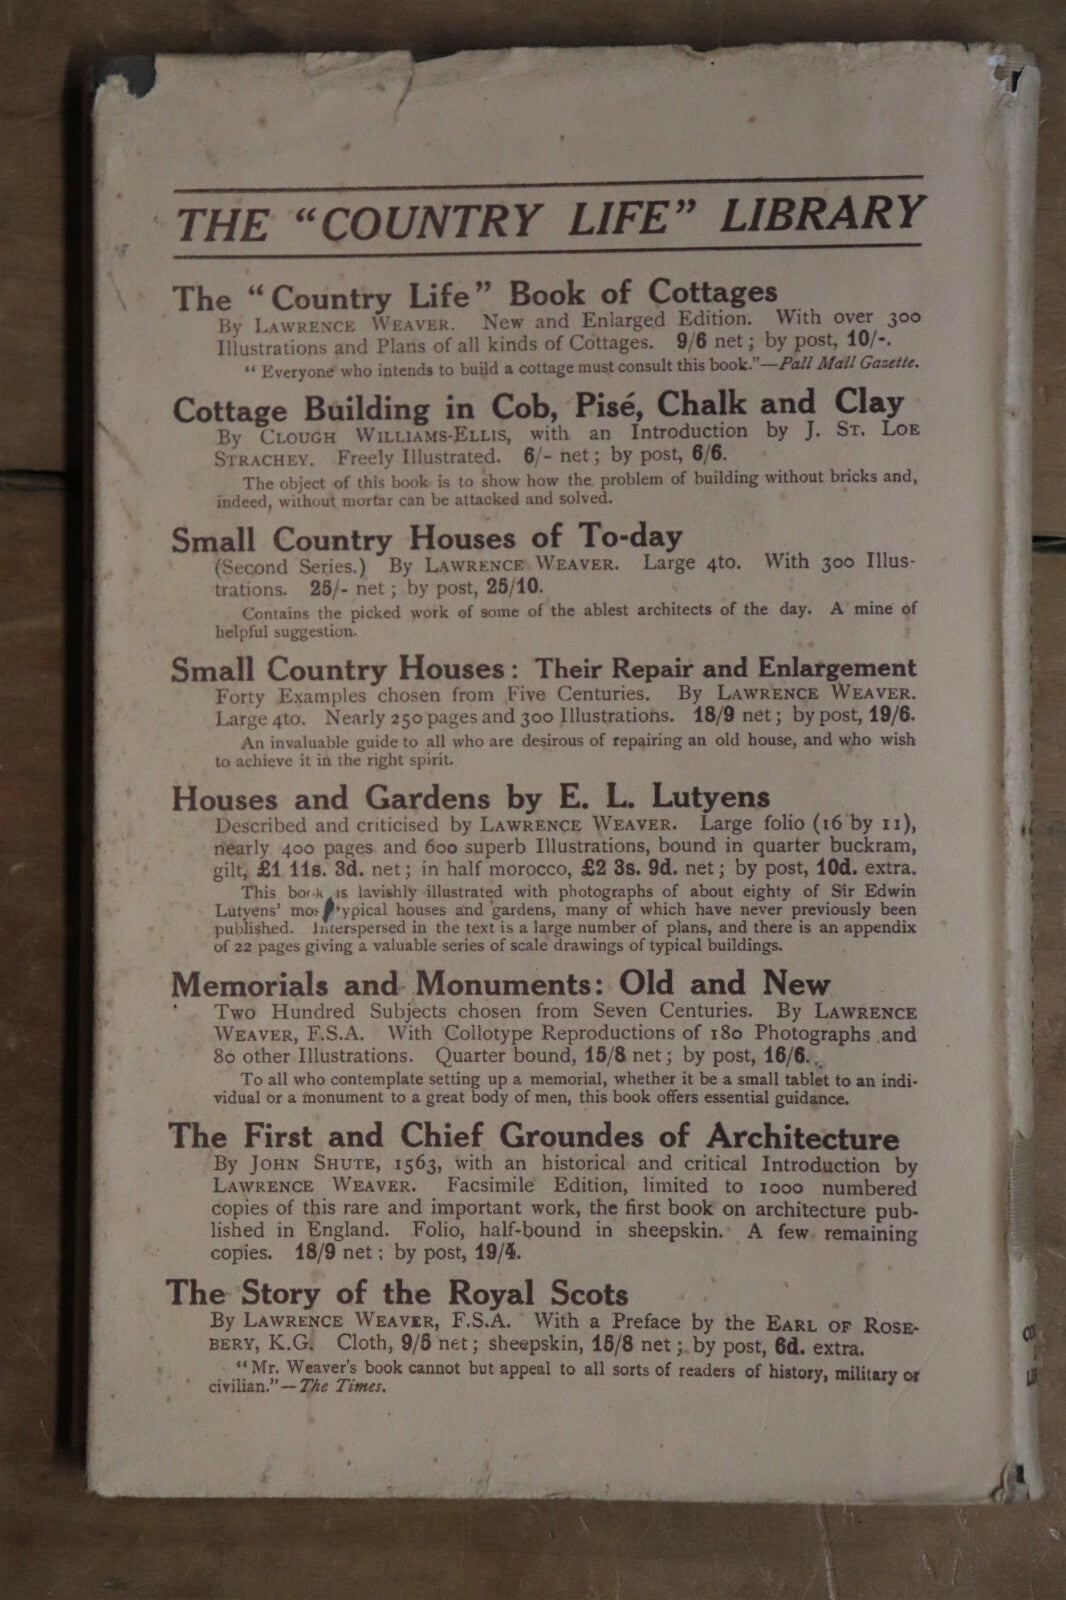 THE "COUNTRY LIFE" LIBRARY
The "Country Life" Book of Cottages
By LAWRENCE WEAVER. New and Enlarged Edition. With over 300
Illustrations and Plans of all kinds of Cottages. 9/6 net; by post, 10/-.
"Everyone who intends to build a cottage must consult this book."—Pall Mall Gazette.
Cottage Building in Cob, Pisé, Chalk and Clay
By CLOUGH WILLIAMS-ELLIS, with an Introduction by J. ST. LOE
STRACHEY. Freely Illustrated. 6/- net; by post, 6/6.
The object of this book is to show how the problem of building without bricks and,
indeed, without mortar can be attacked and solved.
Small Country Houses of To-day
(Second Series.) By LAWRENCE WEAVER. Large 4to. With 300 Illus-
trations. 25/- net; by post, 25/10.
Contains the picked work of some of the ablest architects of the day. A mine of
helpful suggestion.
Small Country Houses: Their Repair and Enlargement
Forty Examples chosen from Five Centuries. By LAWRENCE WEAVER.
Large 4to. Nearly 250 pages and 300 Illustrations. 18/9 net; by post, 19/6.
An invaluable guide to all who are desirous of repairing an old house, and who wish
to achieve it in the right spirit.
Houses and Gardens by E. L. Lutyens
Described and criticised by LAWRENCE WEAVER. Large folio (16 by 11),
nearly 400 pages and 600 superb Illustrations, bound in quarter buckram,
gilt, £1 11s. 3d. net; in half morocco, £2 3s. 9d. net; by post, 10d. extra.
This book is lavishly illustrated with photographs of about eighty of Sir Edwin
Lutyens' most typical houses and gardens, many of which have never previously been
published. Interspersed in the text is a large number of plans, and there is an appendix
of 22 pages giving a valuable series of scale drawings of typical buildings.
Memorials and Monuments: Old and New
Two Hundred Subjects chosen from Seven Centuries. By LAWRENCE
WEAVER, F.S.A. With Collotype Reproductions of 180 Photographs and
80 other Illustrations. Quarter bound, 15/8 net; by post, 16/6.
To all who contemplate setting up a memorial, whether it be a small tablet to an indi-
vidual or a monument to a great body of men, this book offers essential guidance.
The First and Chief Groundes of Architecture
By JOHN SHUTE, 1563, with an historical and critical Introduction by
LAWRENCE WEAVER. Facsimile Edition, limited to 1000 numbered
copies of this rare and important work, the first book on architecture pub-
lished in England. Folio, half-bound in sheepskin. A few remaining
copies. 18/9 net; by post, 19/4.
The Story of the Royal Scots
By LAWRENCE WEAVER, F.S.A. With a Preface by the EARL OF ROSE-
BERY, K.G. Cloth, 9/5 net; sheepskin, 15/8 net; by post, 6d. extra.
"Mr. Weaver's book cannot but appeal to all sorts of readers of history, military or
civilian."—The Times.